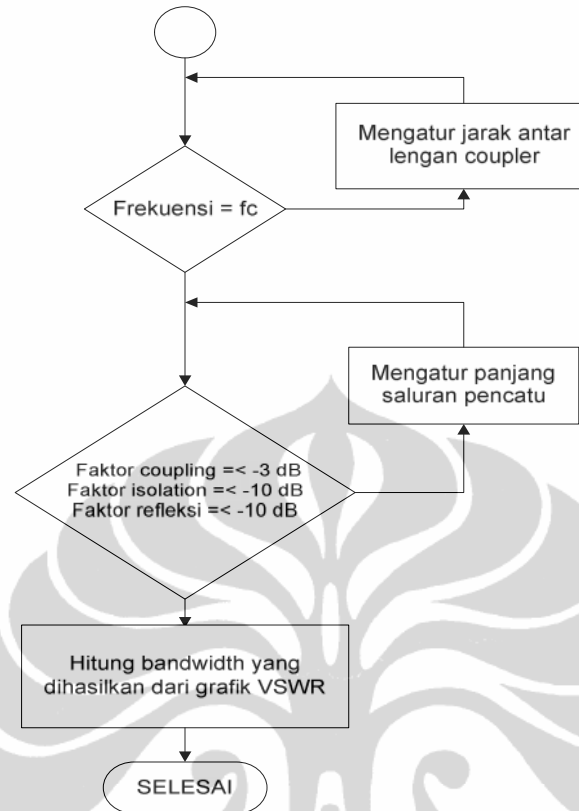 Mengatur jarak antar
lengan coupler
Frekuensi = fc
Mengatur panjang
saluran pencatu
Faktor coupling =< -3 dB
Faktor isolation =< -10 dB
Faktor refleksi =< -10 dB
Hitung bandwidth yang
dihasilkan dari grafik VSWR
SELESAI